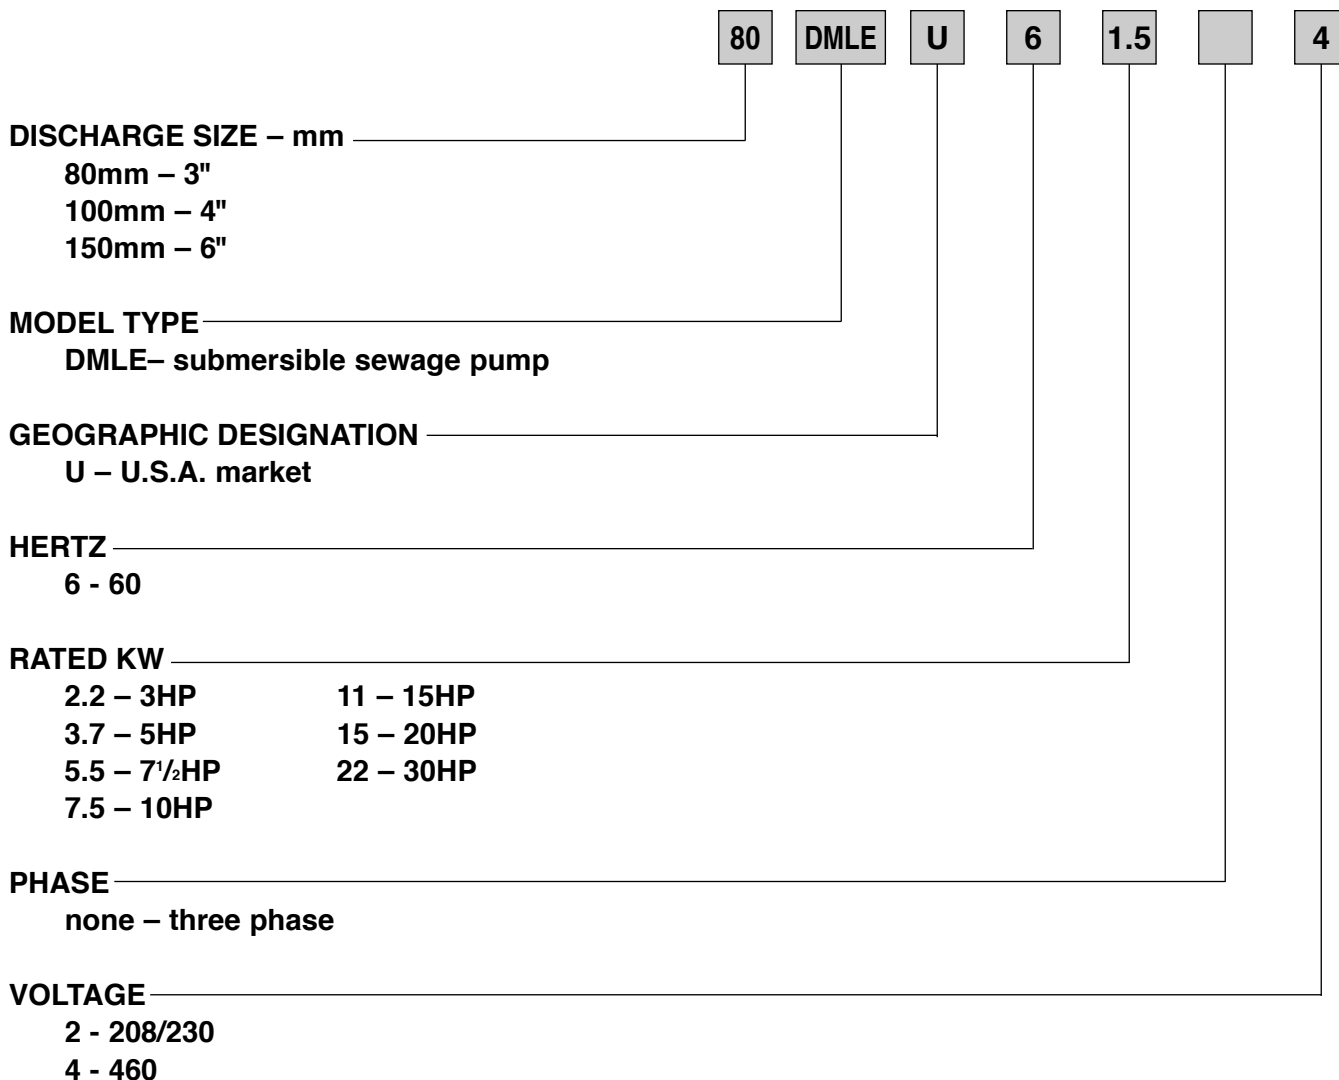 80 DMLE U 6 1.5 4
DISCHARGE SIZE – mm
80mm – 3"
100mm – 4"
150mm – 6"
MODEL TYPE
DMLE– submersible sewage pump
GEOGRAPHIC DESIGNATION
U – U.S.A. market
HERTZ
6 - 60
RATED KW
2.2 – 3HP 11 – 15HP
3.7 – 5HP 15 – 20HP
5.5 – 7¹/₂HP 22 – 30HP
7.5 – 10HP
PHASE
none – three phase
VOLTAGE
2 - 208/230
4 - 460